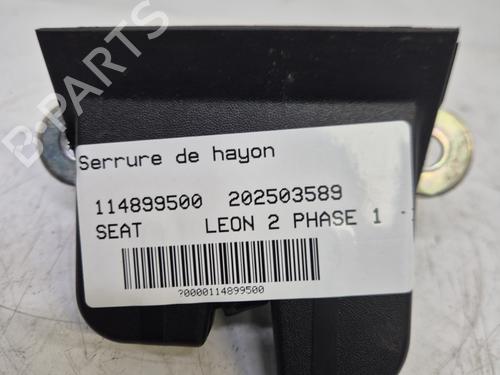 B-PARTS
Serrure de hayon
114899500 202503589
SEAT LEON 2 PHASE 1
?0000114899500